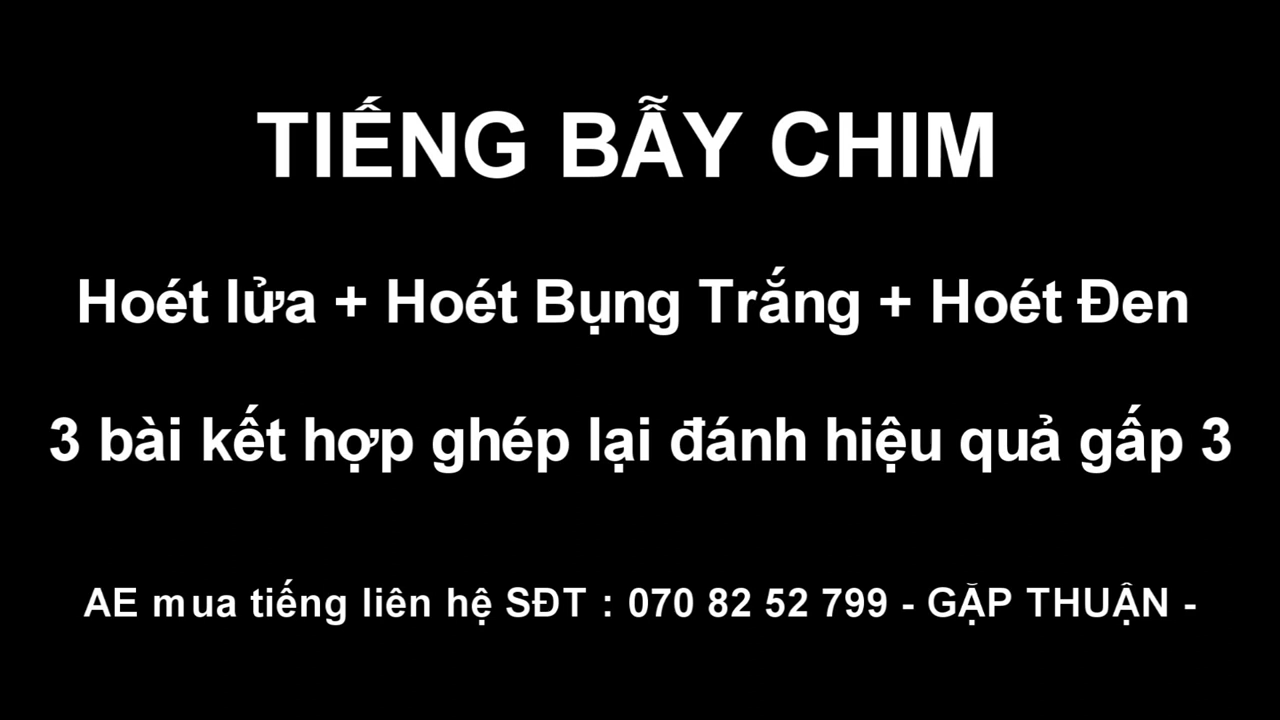 TIẾNG BẪY CHIM
Hoét lửa + Hoét Bụng Trắng + Hoét Đen
3 bài kết hợp ghép lại đánh hiệu quả gấp 3
AE mua tiếng liên hệ SĐT : 070 82 52 799 - GẶP THUẬN -